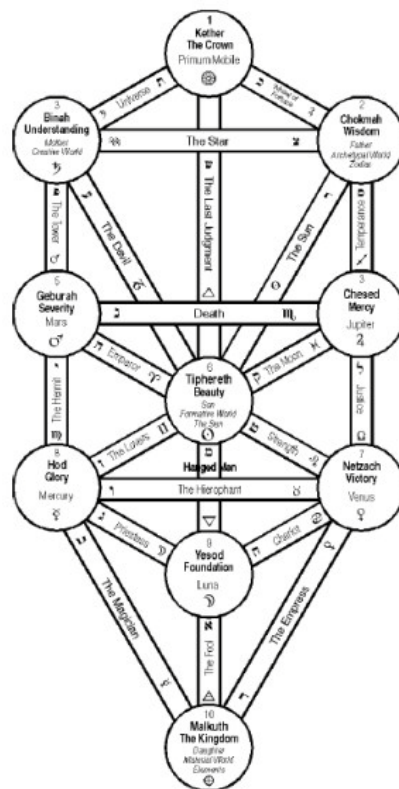 1
Kether
The Crown
Primum Mobile
Universe
Wheel of Fortune
3
Binah
Understanding
Mother
Creative World
The Star
2
Chokmah
Wisdom
Father
Archetypal World
Zodiac
The Tower
The Devil
The Last Judgment
The Sun
Temperance
5
Geburah
Severity
Mars
Death
3
Chesed
Mercy
Jupiter
Emperor
The Moon
6
Tiphereth
Beauty
Son
Formative World
The Sun
The Hermit
Justice
The Lovers
Strength
Hanged Man
8
Hod
Glory
Mercury
The Hierophant
7
Netzach
Victory
Venus
Priestess
Chariot
9
Yesod
Foundation
Luna
The Magician
The Fool
The Empress
10
Malkuth
The Kingdom
Daughter
Material World
Elements